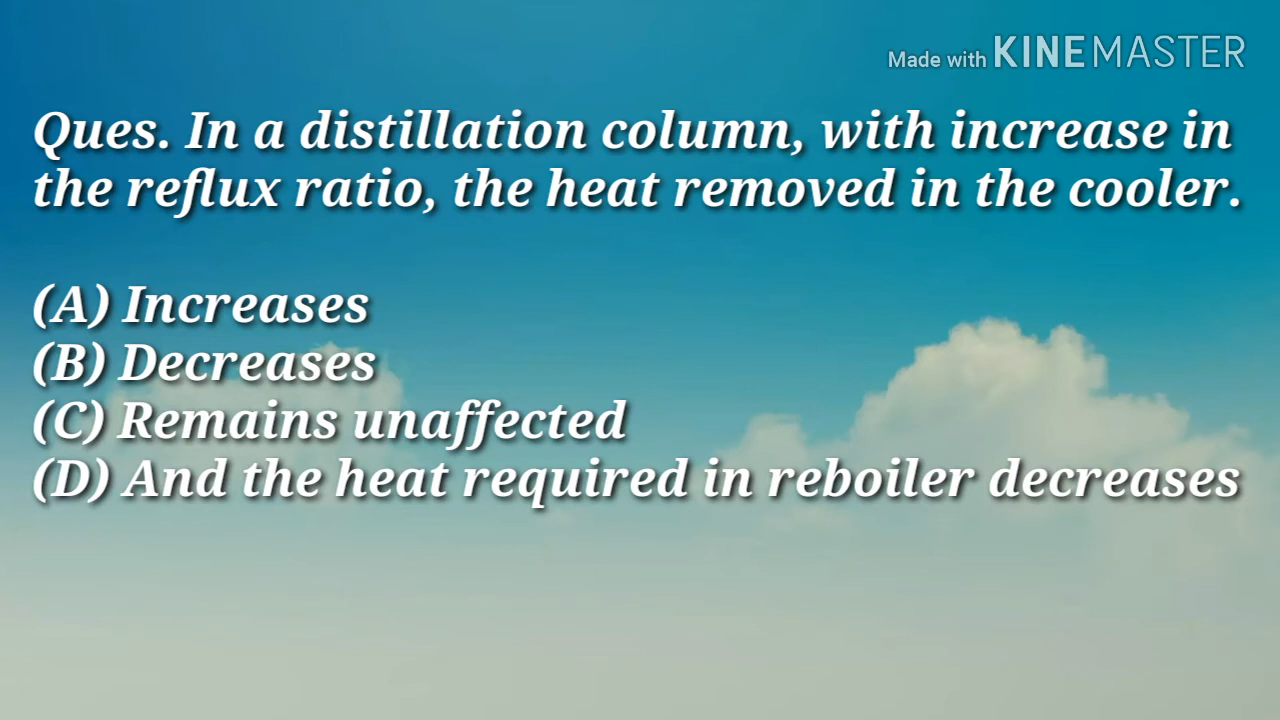 Made with KINEMASTER
Ques. In a distillation column, with increase in
the reflux ratio, the heat removed in the cooler.
(A) Increases
(B) Decreases
(C) Remains unaffected
(D) And the heat required in reboiler decreases